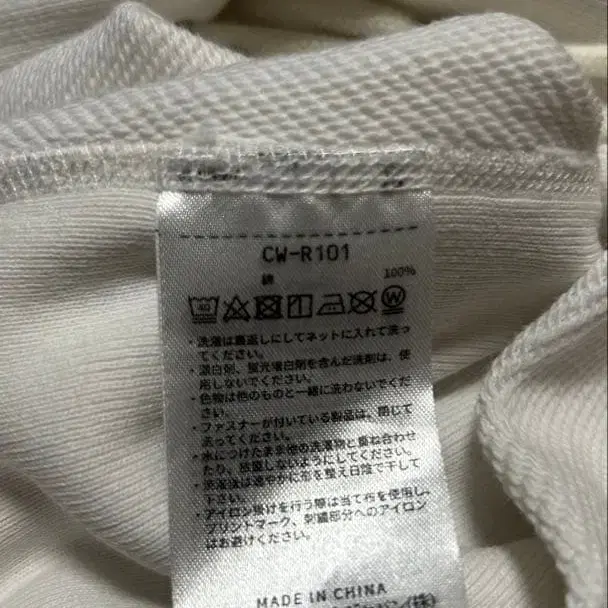 CW-R101
綿 100%
・洗濯は裏返しにしてネットに入れて洗っ
てください。
・漂白剤、蛍光増白剤を含んだ洗剤は、使
用しないでください。
・色物は他のものと一緒に洗わないでくだ
さい。
・ファスナーが付いている製品は、閉じて
洗ってください。
・水につけたまま他の洗濯物と重ね合わせ
たり、放置しないようにしてください。
・洗濯後は速やかに形を整え日陰で干して
下さい。
・アイロン掛けを行う際は当て布を使用し、
プリントマーク、刺繍部分へのアイロン
はお避けください。
MADE IN CHINA